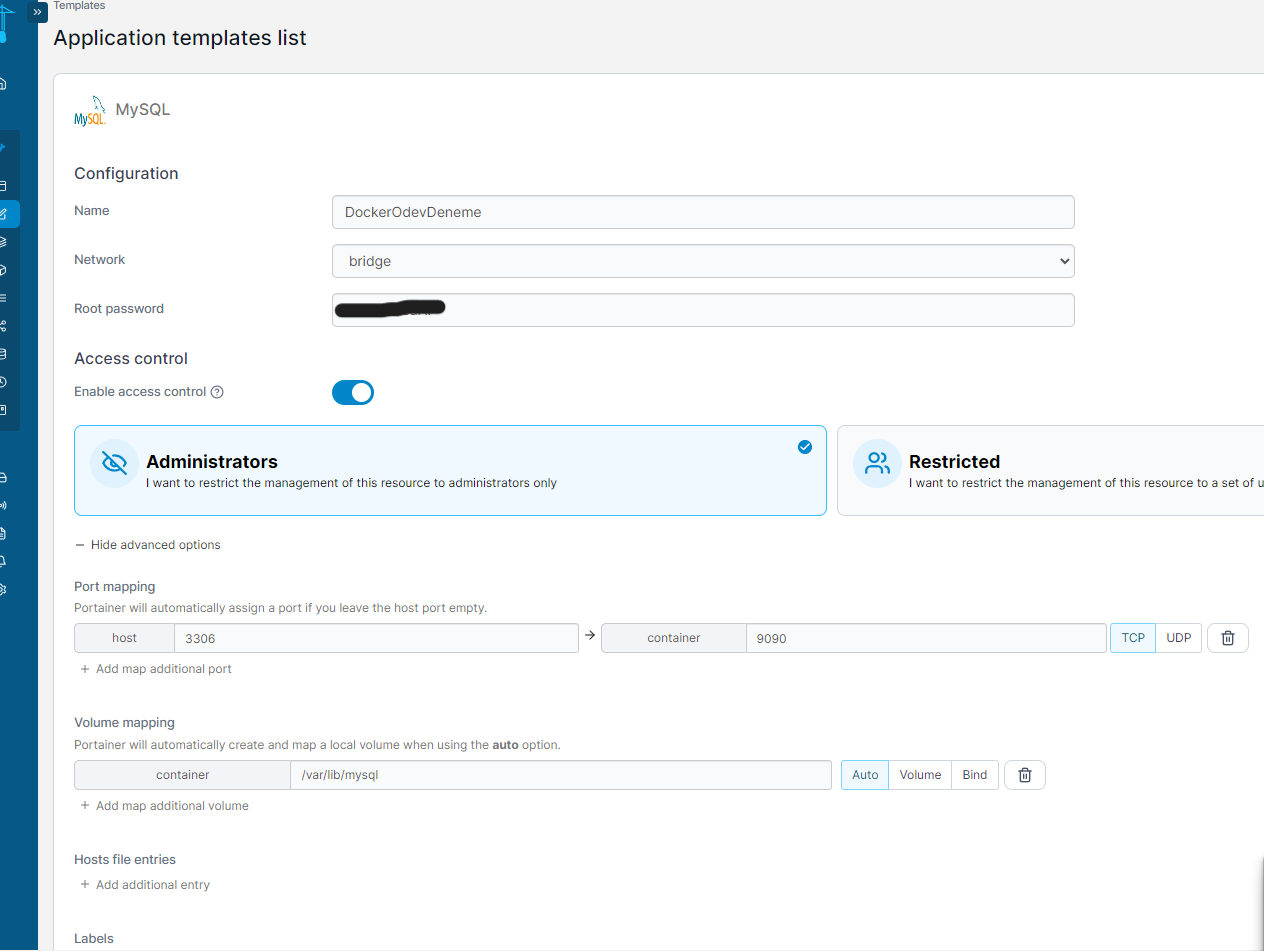 Templates
Application templates list
MySQL. MySQL
Configuration
Name DockerOdevDeneme
Network bridge
Root password
Access control
Enable access control
Administrators
I want to restrict the management of this resource to administrators only
Restricted
I want to restrict the management of this resource to a set of u
Hide advanced options
Port mapping
Portainer will automatically assign a port if you leave the host port empty.
host 3306 → container 9090 TCP UDP
+ Add map additional port
Volume mapping
Portainer will automatically create and map a local volume when using the auto option.
container /var/lib/mysql Auto Volume Bind
+ Add map additional volume
Hosts file entries
+ Add additional entry
Labels